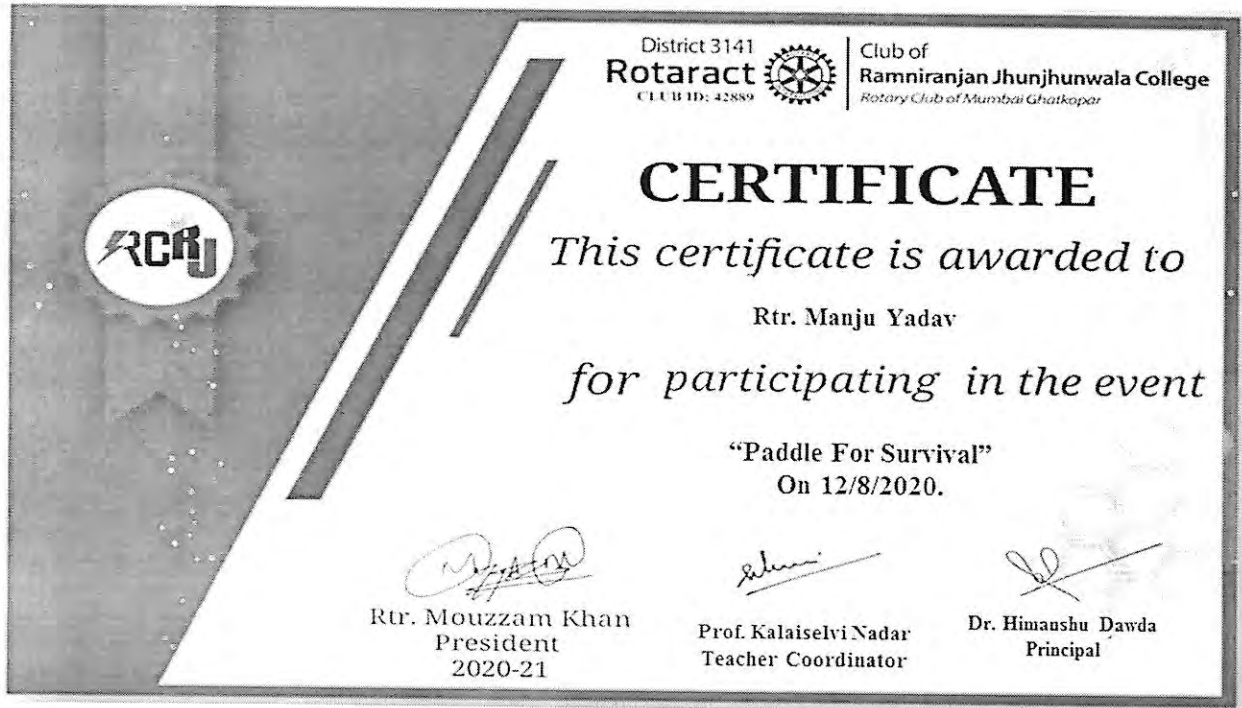 District 3141
Rotaract
CLUB ID: 42889
Club of
Ramniranjan Jhunjhunwala College
Rotary Club of Mumbai Ghatkopar
RCRJ
CERTIFICATE
This certificate is awarded to
Rtr. Manju Yadav
for participating in the event
“Paddle For Survival”
On 12/8/2020.
Rtr. Mouzzam Khan
President
2020-21
Prof. Kalaiselvi Nadar
Teacher Coordinator
Dr. Himanshu Dawda
Principal